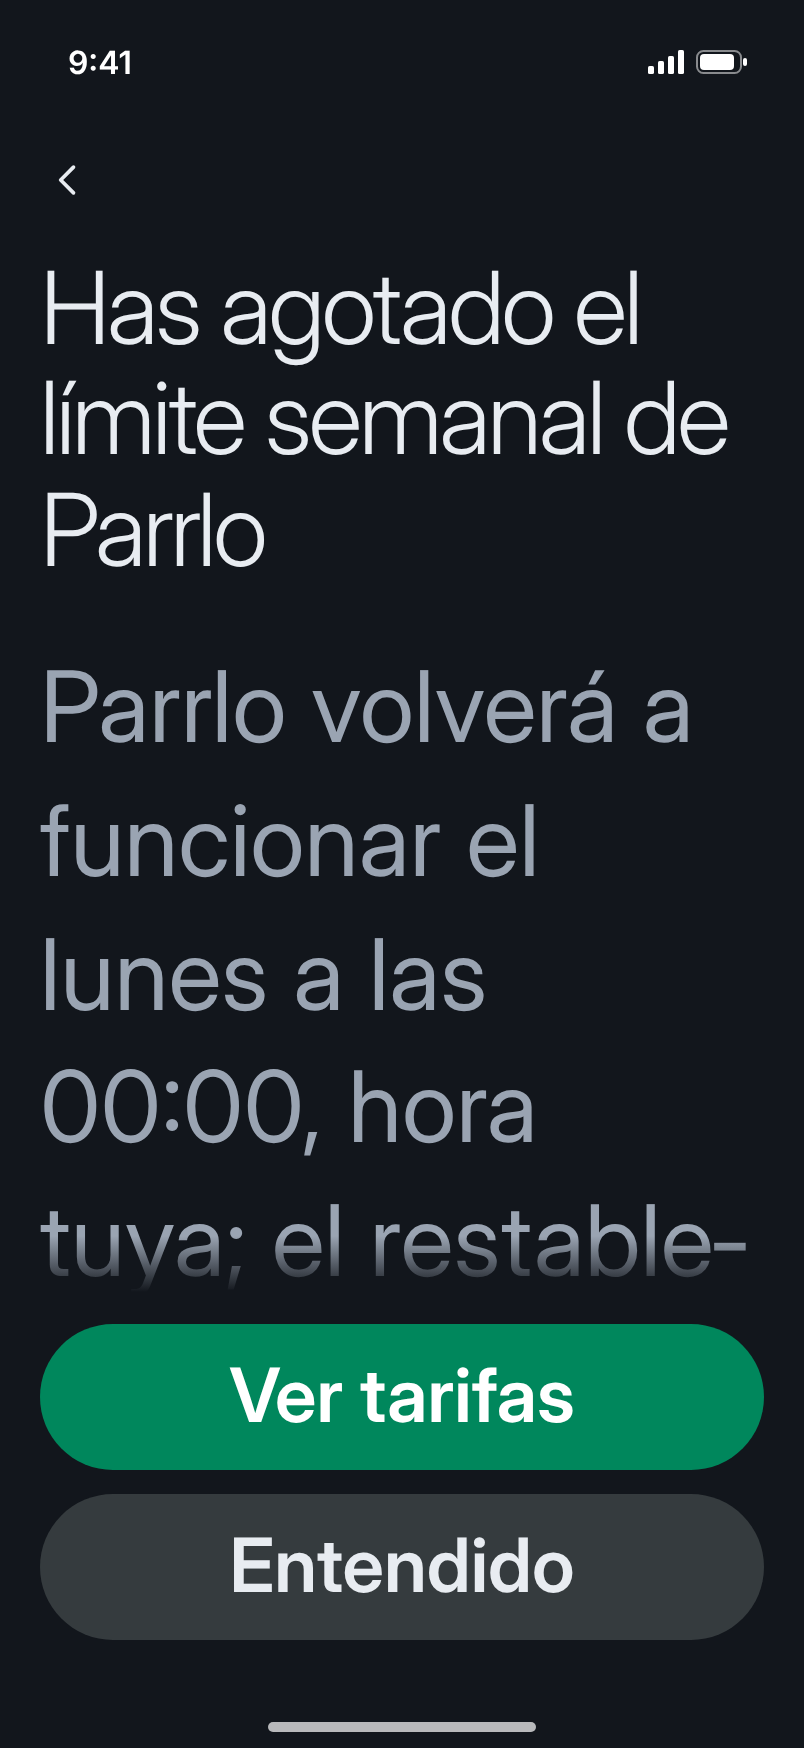 9:41
Has agotado el
límite semanal de
Parrlo
Parrlo volverá a
funcionar el
lunes a las
00:00, hora
tuya; el restable-
Ver tarifas
Entendido